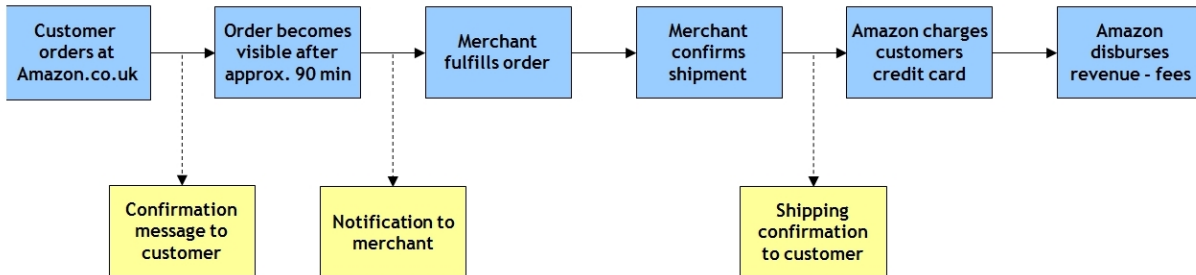 Customer
orders at
Amazon.co.uk
Order becomes
visible after
approx. 90 min
Merchant
fulfills order
Merchant
confirms
shipment
Amazon charges
customers
credit card
Amazon
disburses
revenue - fees
Confirmation
message to
customer
Notification to
merchant
Shipping
confirmation
to customer